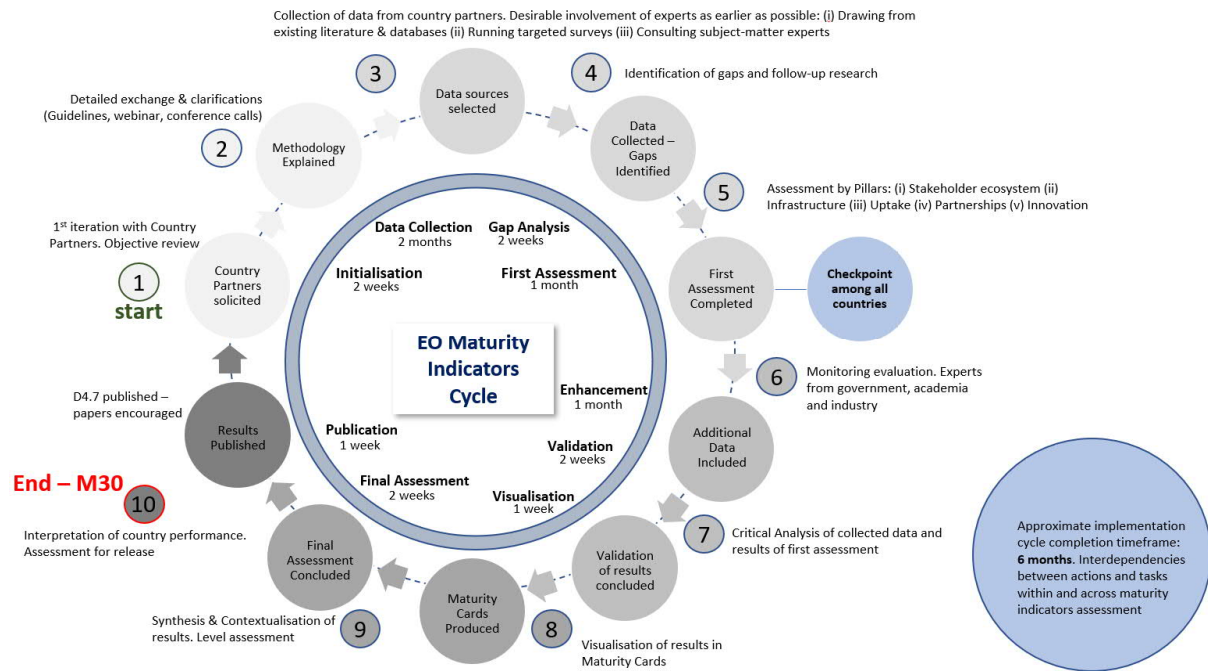 Collection of data from country partners. Desirable involvement of experts as earlier as possible: (i) Drawing from
existing literature & databases (ii) Running targeted surveys (iii) Consulting subject-matter experts
3
Data sources
selected
4
Identification of gaps and follow-up research
Detailed exchange & clarifications
(Guidelines, webinar, conference calls)
2
Methodology
Explained
Data
Collected –
Gaps
Identified
5
Assessment by Pillars: (i) Stakeholder ecosystem (ii)
Infrastructure (iii) Uptake (iv) Partnerships (v) Innovation
1st iteration with Country
Partners. Objective review
1
start
Country
Partners
solicited
Data Collection
2 months
Gap Analysis
2 weeks
Initialisation
2 weeks
First Assessment
1 month
First
Assessment
Completed
Checkpoint
among all
countries
EO Maturity
Indicators
Cycle
6
Monitoring evaluation. Experts
from government, academia
and industry
D4.7 published –
papers encouraged
Results
Published
Enhancement
1 month
Publication
1 week
Validation
2 weeks
Additional
Data
Included
Final Assessment
2 weeks
Visualisation
1 week
End – M30
10
Interpretation of country performance.
Assessment for release
Final
Assessment
Concluded
Validation
of results
concluded
7
Critical Analysis of collected data and
results of first assessment
Synthesis & Contextualisation of
results. Level assessment
9
Maturity
Cards
Produced
8
Visualisation of results in
Maturity Cards
Approximate implementation
cycle completion timeframe:
6 months. Interdependencies
between actions and tasks
within and across maturity
indicators assessment